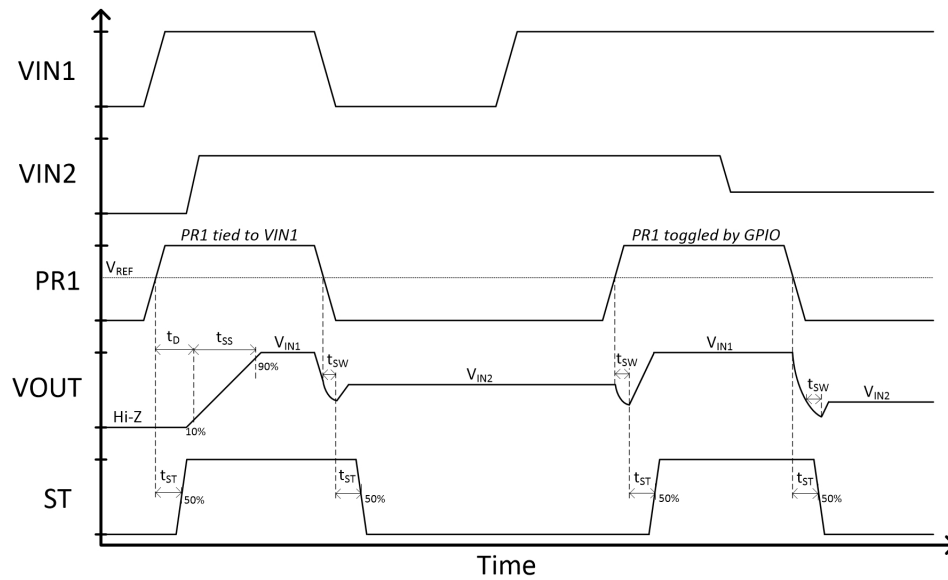 VIN1
VIN2
PR1 tied to VIN1
PR1 toggled by GPIO
VREF
PR1
tD
tSS
VIN1
90%
tSW
VIN2
tSW
VIN1
tSW
VIN2
VOUT
Hi-Z
10%
tST
50%
tST
50%
tST
50%
tST
50%
ST
Time